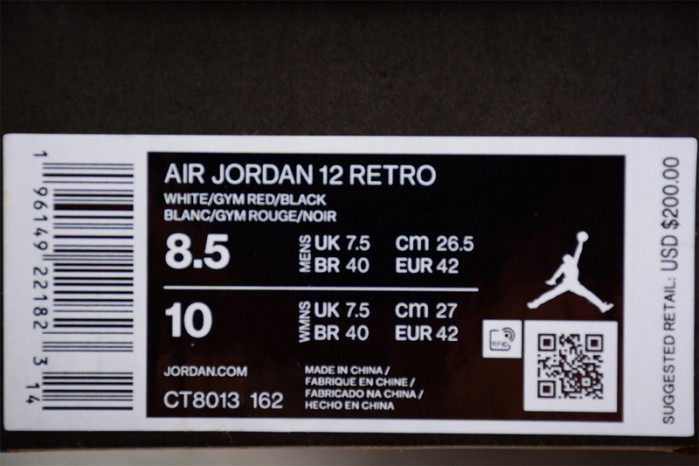 AIR JORDAN 12 RETRO
WHITE/GYM RED/BLACK
BLANC/GYM ROUGE/NOIR
8.5
MENS
UK 7.5 cm 26.5
BR 40 EUR 42
10
WMNS
UK 7.5 cm 27
BR 40 EUR 42
JORDAN.COM
CT8013 162
MADE IN CHINA /
FABRIQUE EN CHINE /
FABRICADO NA CHINA /
HECHO EN CHINA
RFID
1 96149 22182 3 14
SUGGESTED RETAIL: USD $200.00